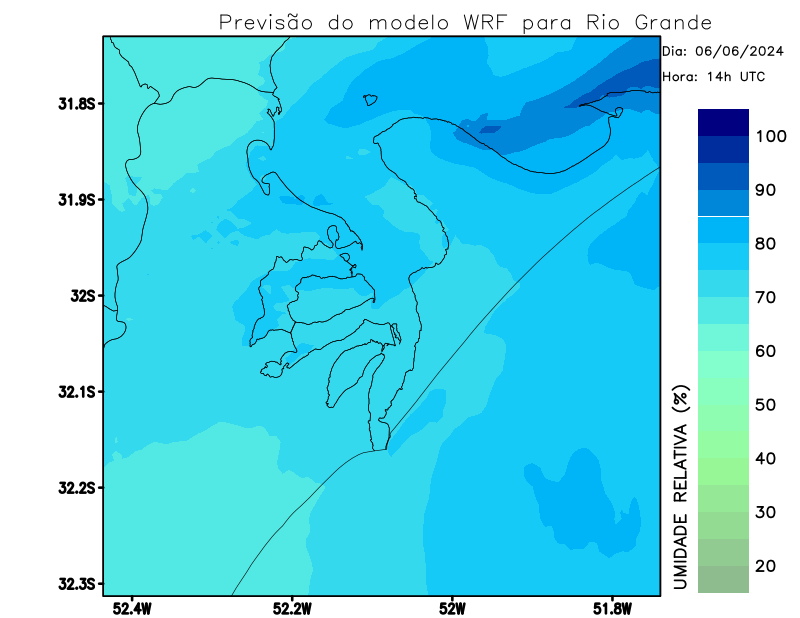 Previsão do modelo WRF para Rio Grande
Dia: 06/06/2024
Hora: 14h UTC
31.8S
31.9S
32S
32.1S
32.2S
32.3S
52.4W
52.2W
52W
51.8W
UMIDADE RELATIVA (%)
100
90
80
70
60
50
40
30
20